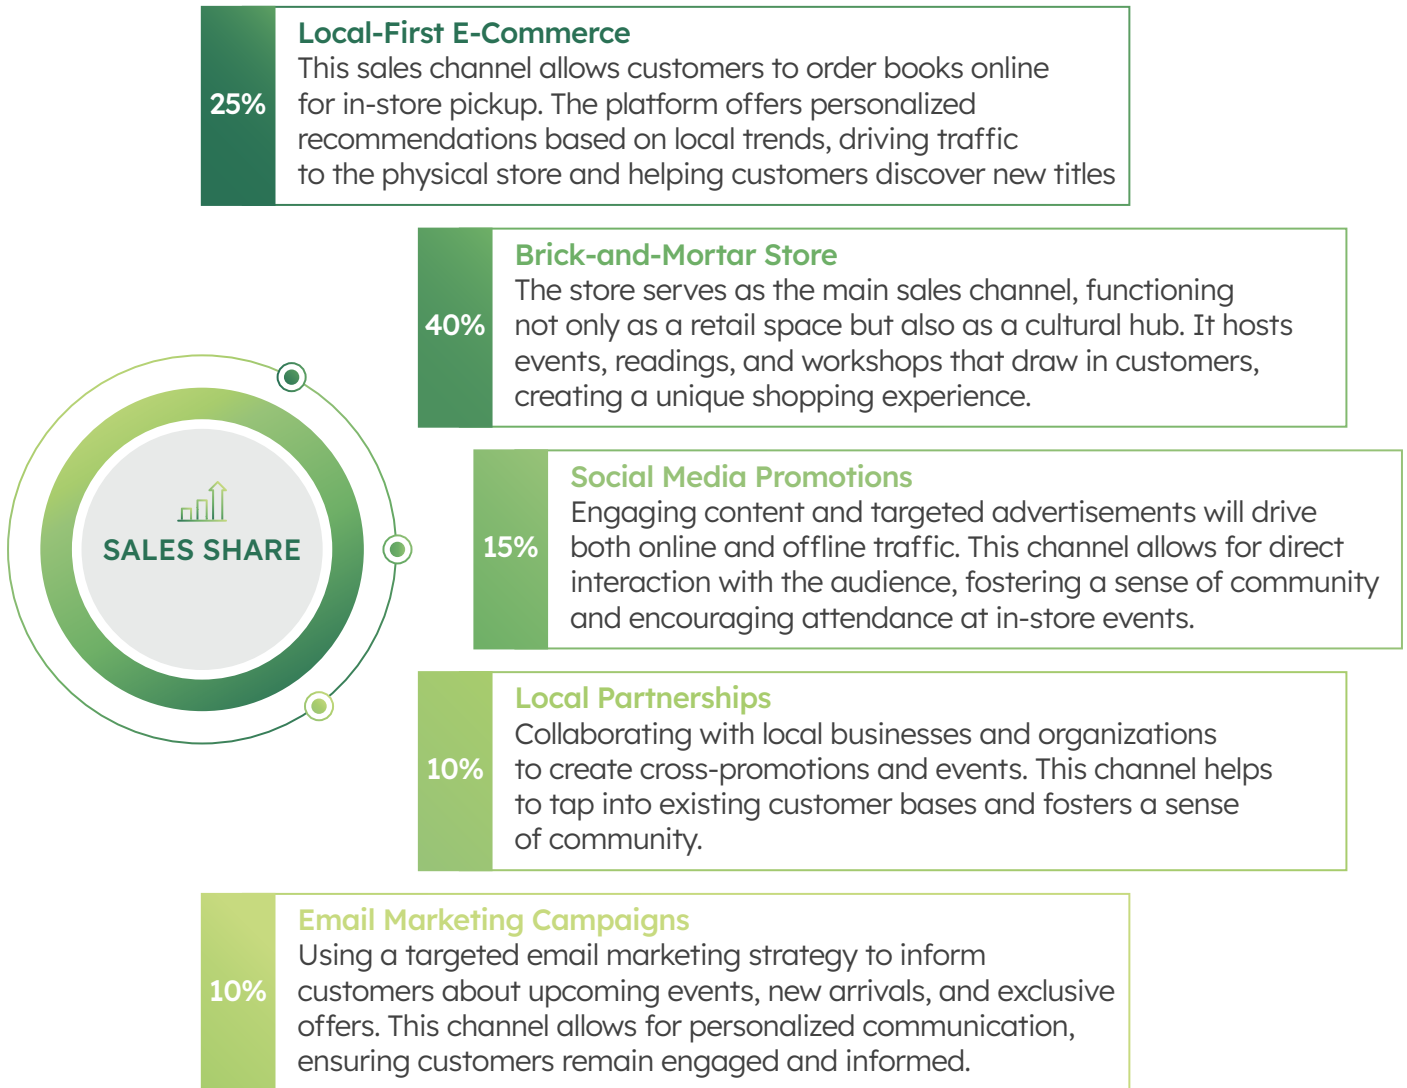 Local-First E-Commerce
This sales channel allows customers to order books online
25%
for in-store pickup. The platform offers personalized
recommendations based on local trends, driving traffic
to the physical store and helping customers discover new titles
Brick-and-Mortar Store
The store serves as the main sales channel, functioning
40%
not only as a retail space but also as a cultural hub. It hosts
events, readings, and workshops that draw in customers,
creating a unique shopping experience.
SALES SHARE
Social Media Promotions
Engaging content and targeted advertisements will drive
15%
both online and offline traffic. This channel allows for direct
interaction with the audience, fostering a sense of community
and encouraging attendance at in-store events.
Local Partnerships
Collaborating with local businesses and organizations
10%
to create cross-promotions and events. This channel helps
to tap into existing customer bases and fosters a sense
of community.
Email Marketing Campaigns
Using a targeted email marketing strategy to inform
10%
customers about upcoming events, new arrivals, and exclusive
offers. This channel allows for personalized communication,
ensuring customers remain engaged and informed.